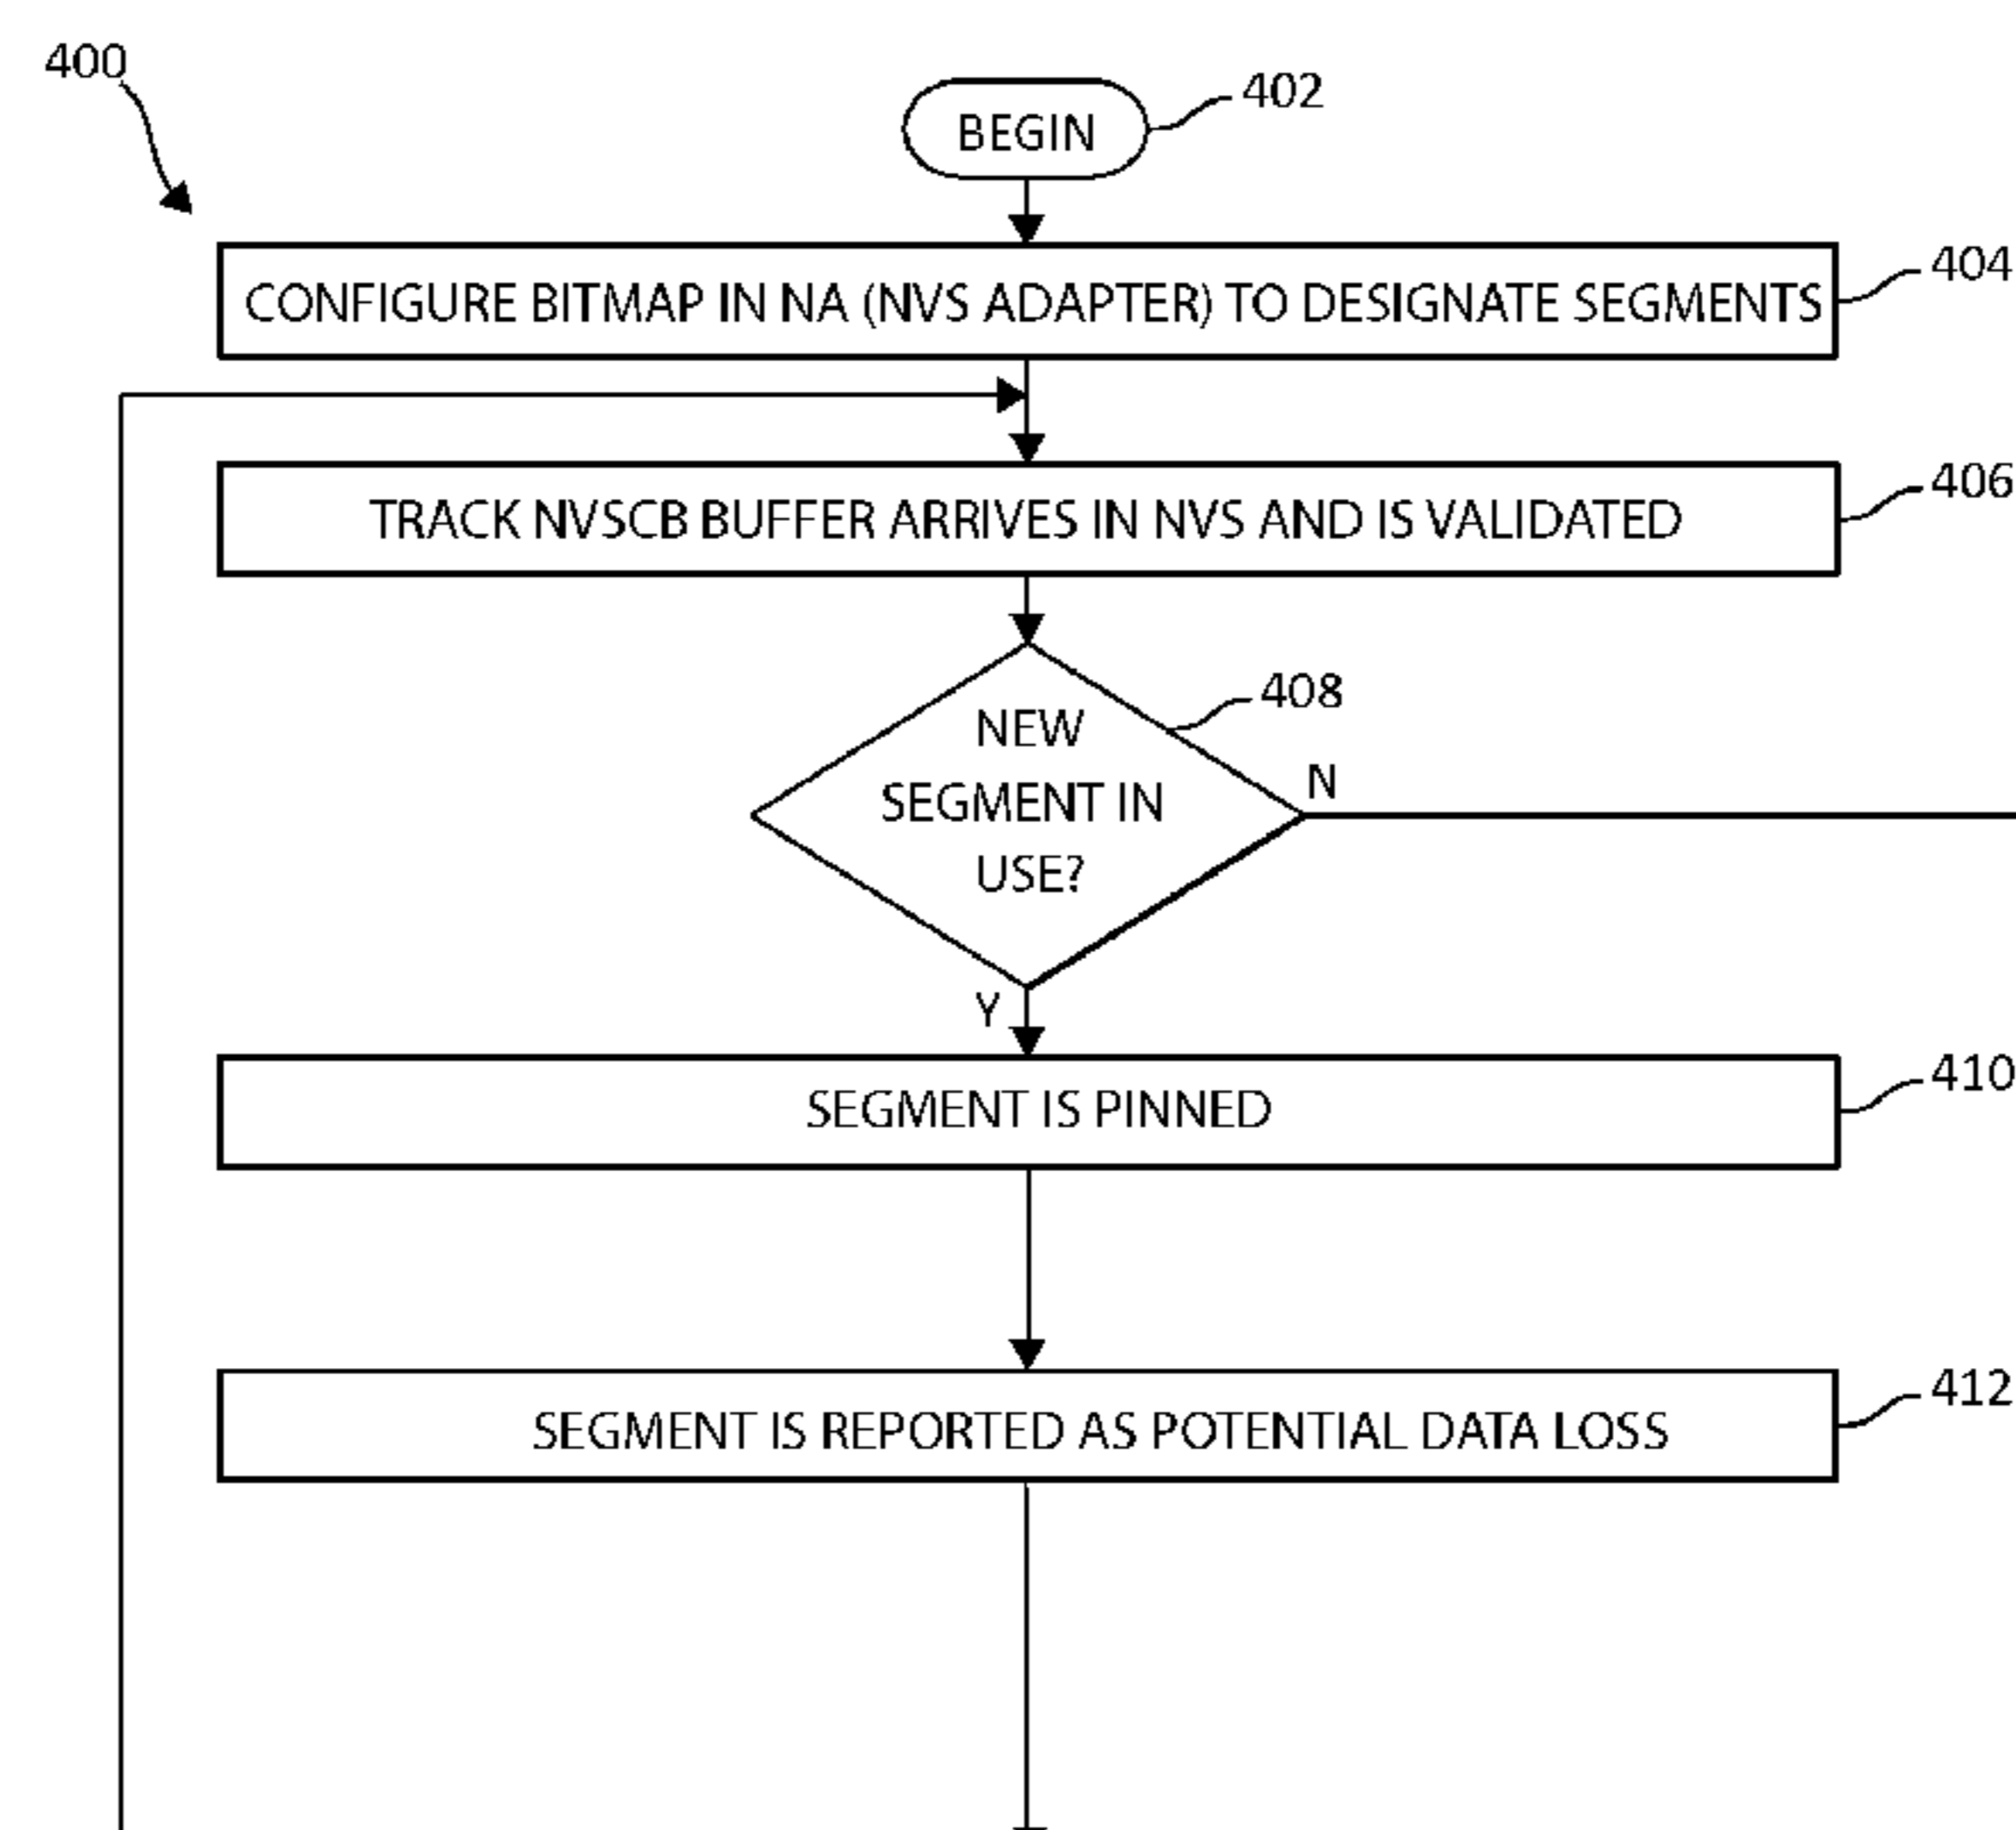 400
BEGIN
402
CONFIGURE BITMAP IN NA (NVS ADAPTER) TO DESIGNATE SEGMENTS
404
TRACK NVSCB BUFFER ARRIVES IN NVS AND IS VALIDATED
406
NEW
SEGMENT IN
USE?
408
N
Y
SEGMENT IS PINNED
410
SEGMENT IS REPORTED AS POTENTIAL DATA LOSS
412